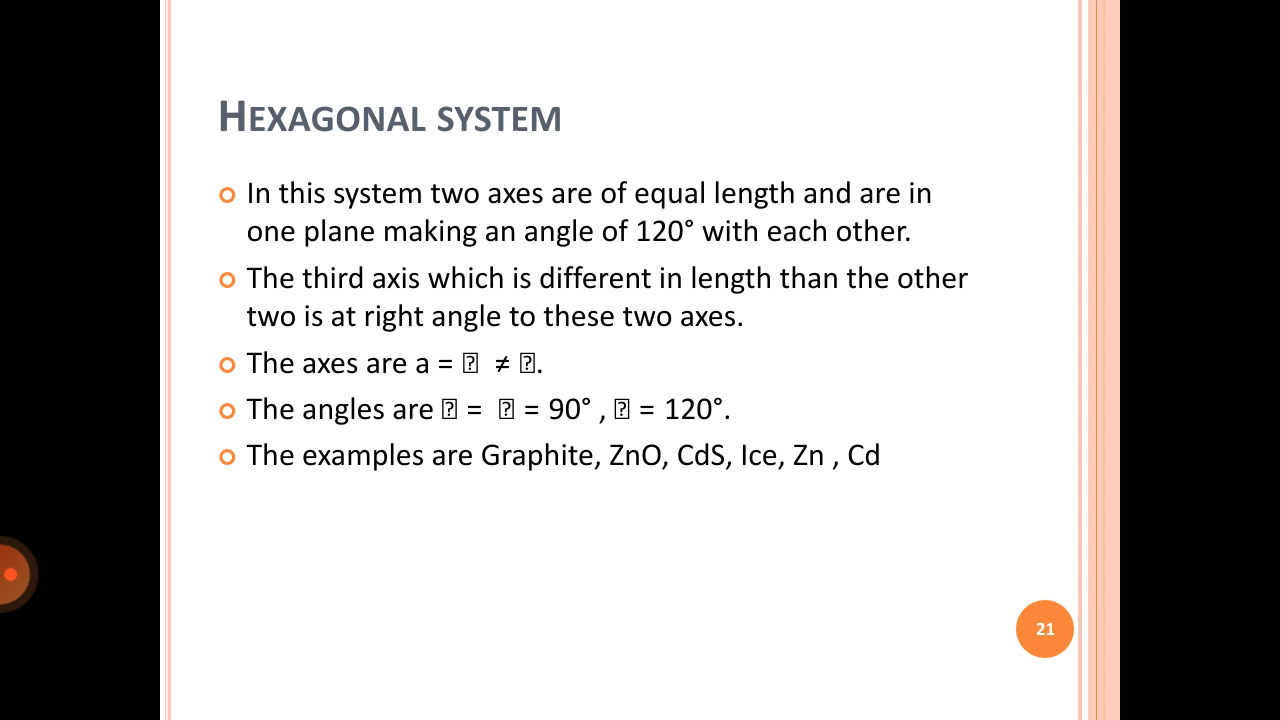 HEXAGONAL SYSTEM
In this system two axes are of equal length and are in
one plane making an angle of 120° with each other.
The third axis which is different in length than the other
two is at right angle to these two axes.
The axes are a = ⍰ ≠ ⍰.
The angles are ⍰ = ⍰ = 90° , ⍰ = 120°.
The examples are Graphite, ZnO, CdS, Ice, Zn , Cd
21